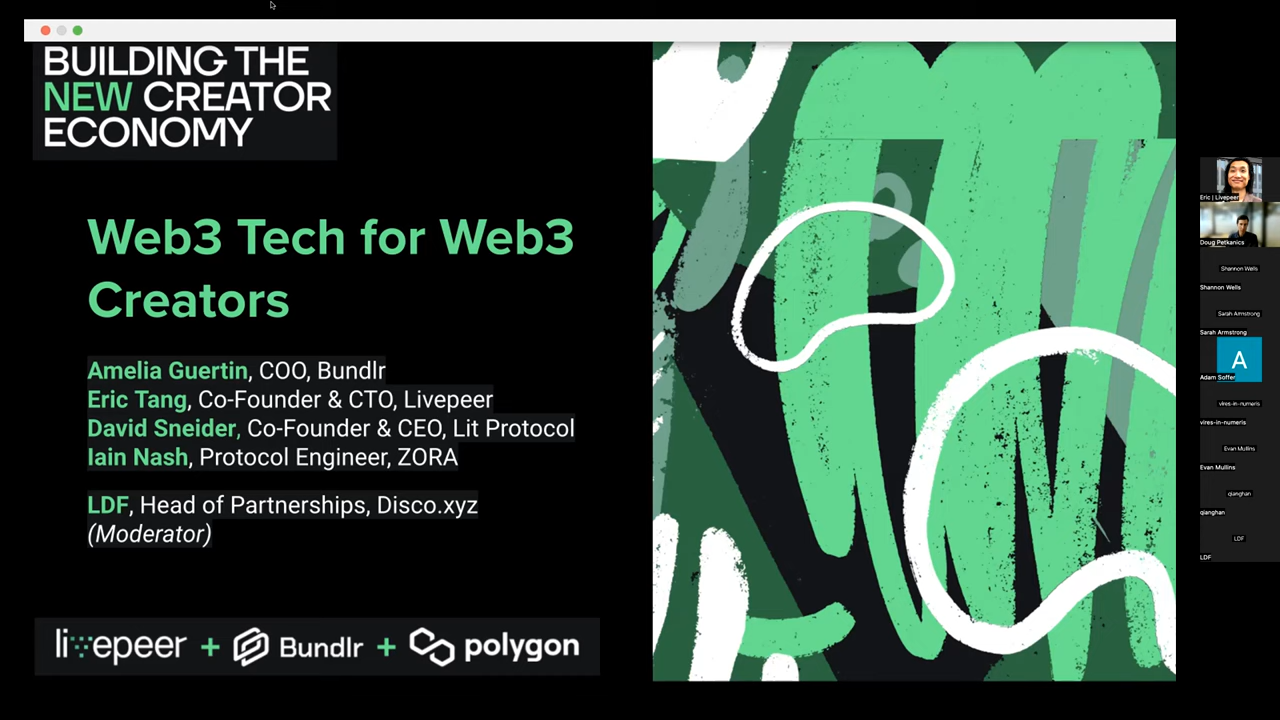 BUILDING THE
NEW CREATOR
ECONOMY
Web3 Tech for Web3
Creators
Amelia Guertin, COO, Bundlr
Eric Tang, Co-Founder & CTO, Livepeer
David Sneider, Co-Founder & CEO, Lit Protocol
Iain Nash, Protocol Engineer, ZORA
LDF, Head of Partnerships, Disco.xyz
(Moderator)
livepeer + Bundlr + polygon
Eric | Livepeer
Doug Petkanics
Shannon Wells
Shannon Wells
Sarah Armstrong
Sarah Armstrong
A
Adam Soffer
vires-in-numeris
vires-in-numeris
Evan Mullins
Evan Mullins
qianghan
qianghan
LDF
LDF